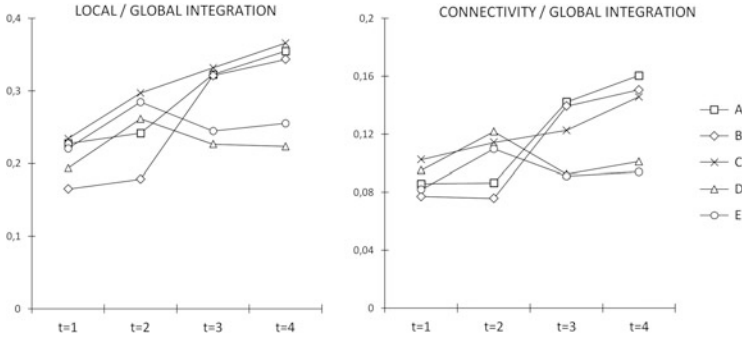 LOCAL / GLOBAL INTEGRATION
0,4
0,3
0,2
0,1
0
t=1 t=2 t=3 t=4
CONNECTIVITY / GLOBAL INTEGRATION
0,2
0,16
0,12
0,08
0,04
0
t=1 t=2 t=3 t=4
A
B
C
D
E